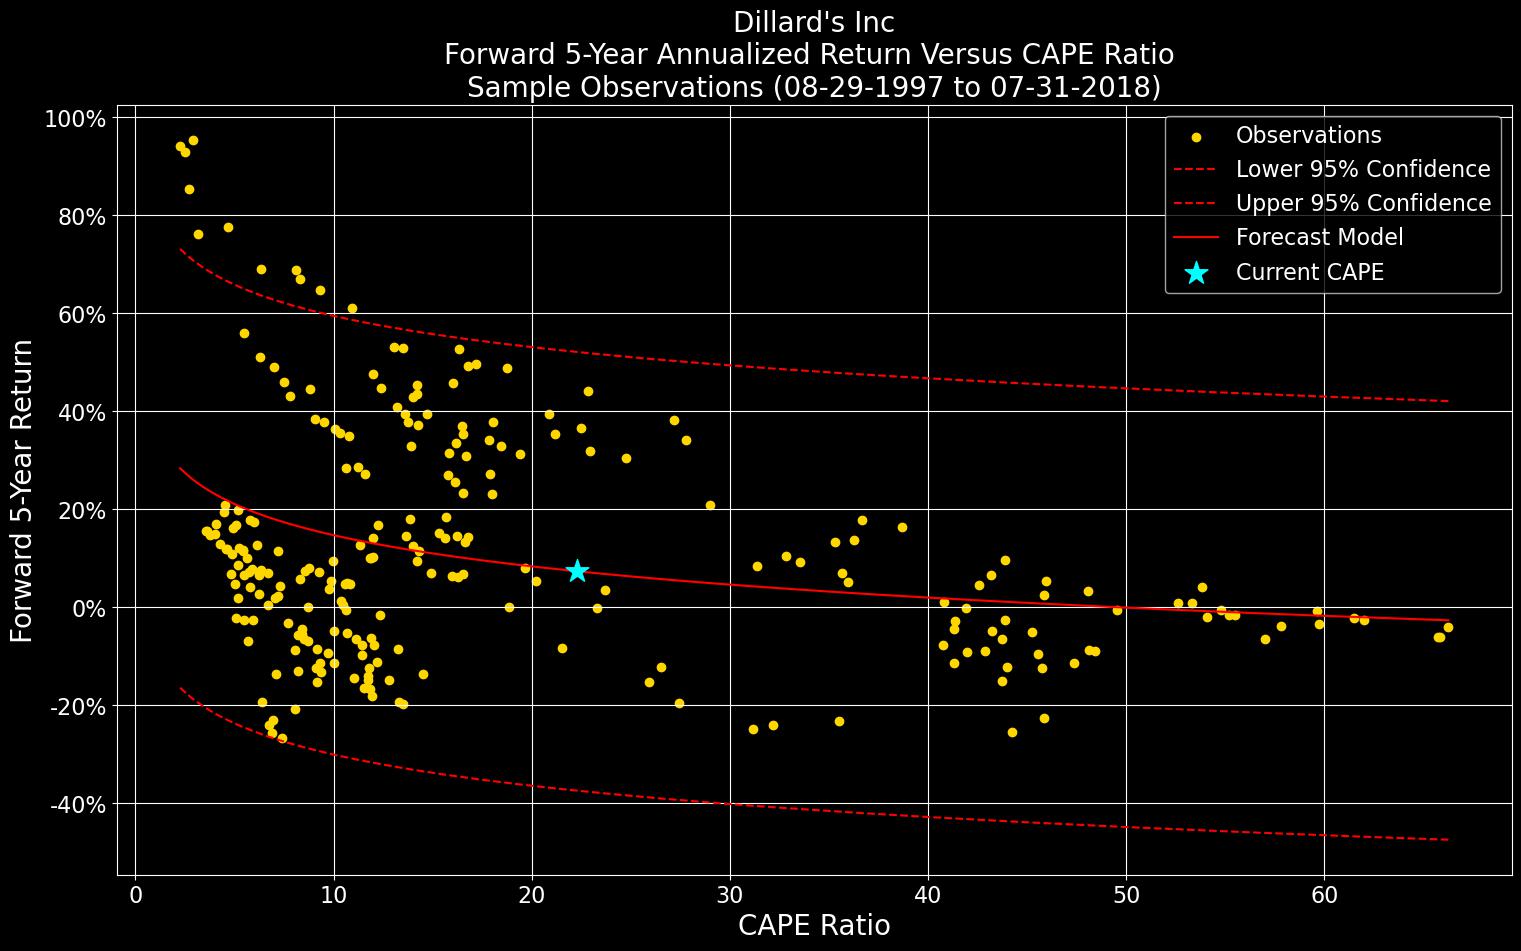 Dillard's Inc
Forward 5-Year Annualized Return Versus CAPE Ratio
Sample Observations (08-29-1997 to 07-31-2018)
100%
80%
60%
40%
20%
0%
-20%
-40%
Forward 5-Year Return
Observations
Lower 95% Confidence
Upper 95% Confidence
Forecast Model
Current CAPE
0 10 20 30 40 50 60
CAPE Ratio